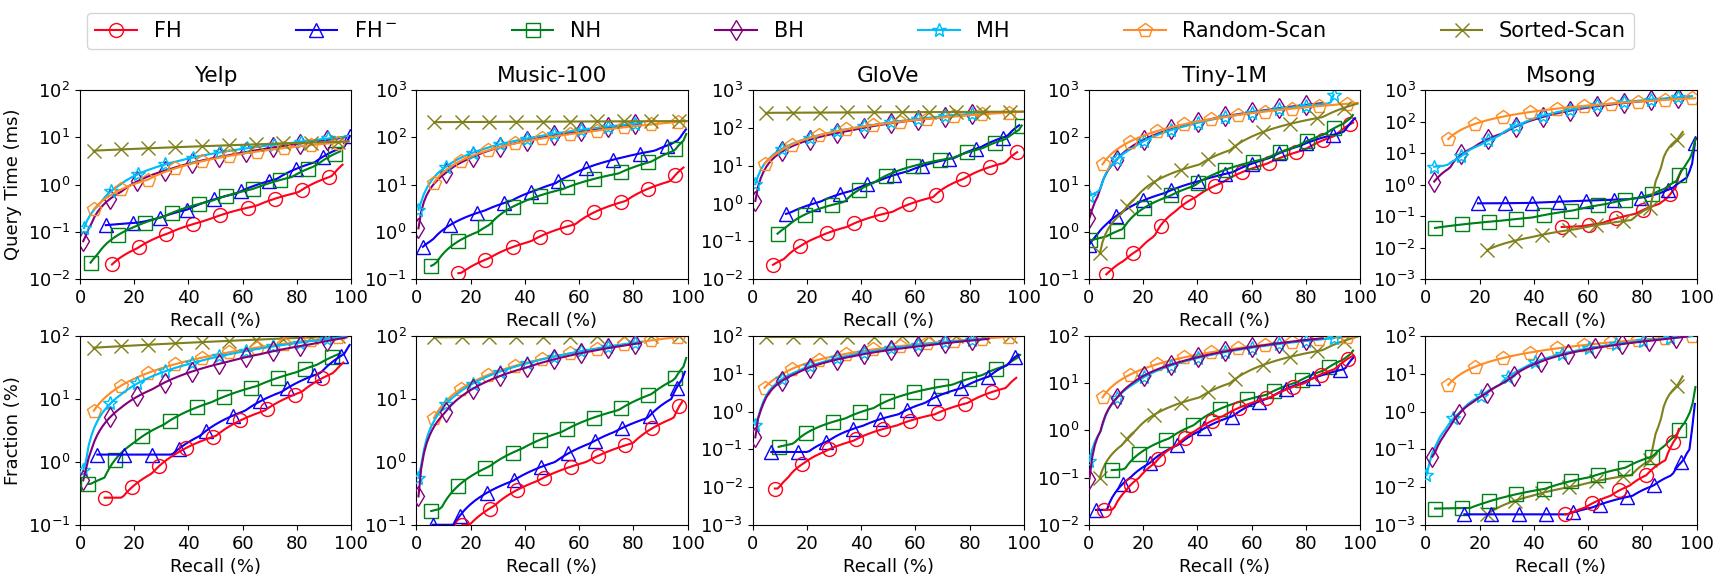 FH FH⁻ NH BH MH Random-Scan Sorted-Scan
Yelp Music-100 GloVe Tiny-1M Msong
Query Time (ms)
10² 10¹ 10⁰ 10⁻¹ 10⁻²
0 20 40 60 80 100
Recall (%)
10³ 10² 10¹ 10⁰ 10⁻¹
0 20 40 60 80 100
Recall (%)
10³ 10² 10¹ 10⁰ 10⁻¹ 10⁻²
0 20 40 60 80 100
Recall (%)
10³ 10² 10¹ 10⁰ 10⁻¹
0 20 40 60 80 100
Recall (%)
10³ 10² 10¹ 10⁰ 10⁻¹ 10⁻² 10⁻³
0 20 40 60 80 100
Recall (%)
Fraction (%)
10² 10¹ 10⁰ 10⁻¹
0 20 40 60 80 100
Recall (%)
10² 10¹ 10⁰ 10⁻¹
0 20 40 60 80 100
Recall (%)
10² 10¹ 10⁰ 10⁻¹ 10⁻² 10⁻³
0 20 40 60 80 100
Recall (%)
10² 10¹ 10⁰ 10⁻¹ 10⁻²
0 20 40 60 80 100
Recall (%)
10² 10¹ 10⁰ 10⁻¹ 10⁻² 10⁻³
0 20 40 60 80 100
Recall (%)